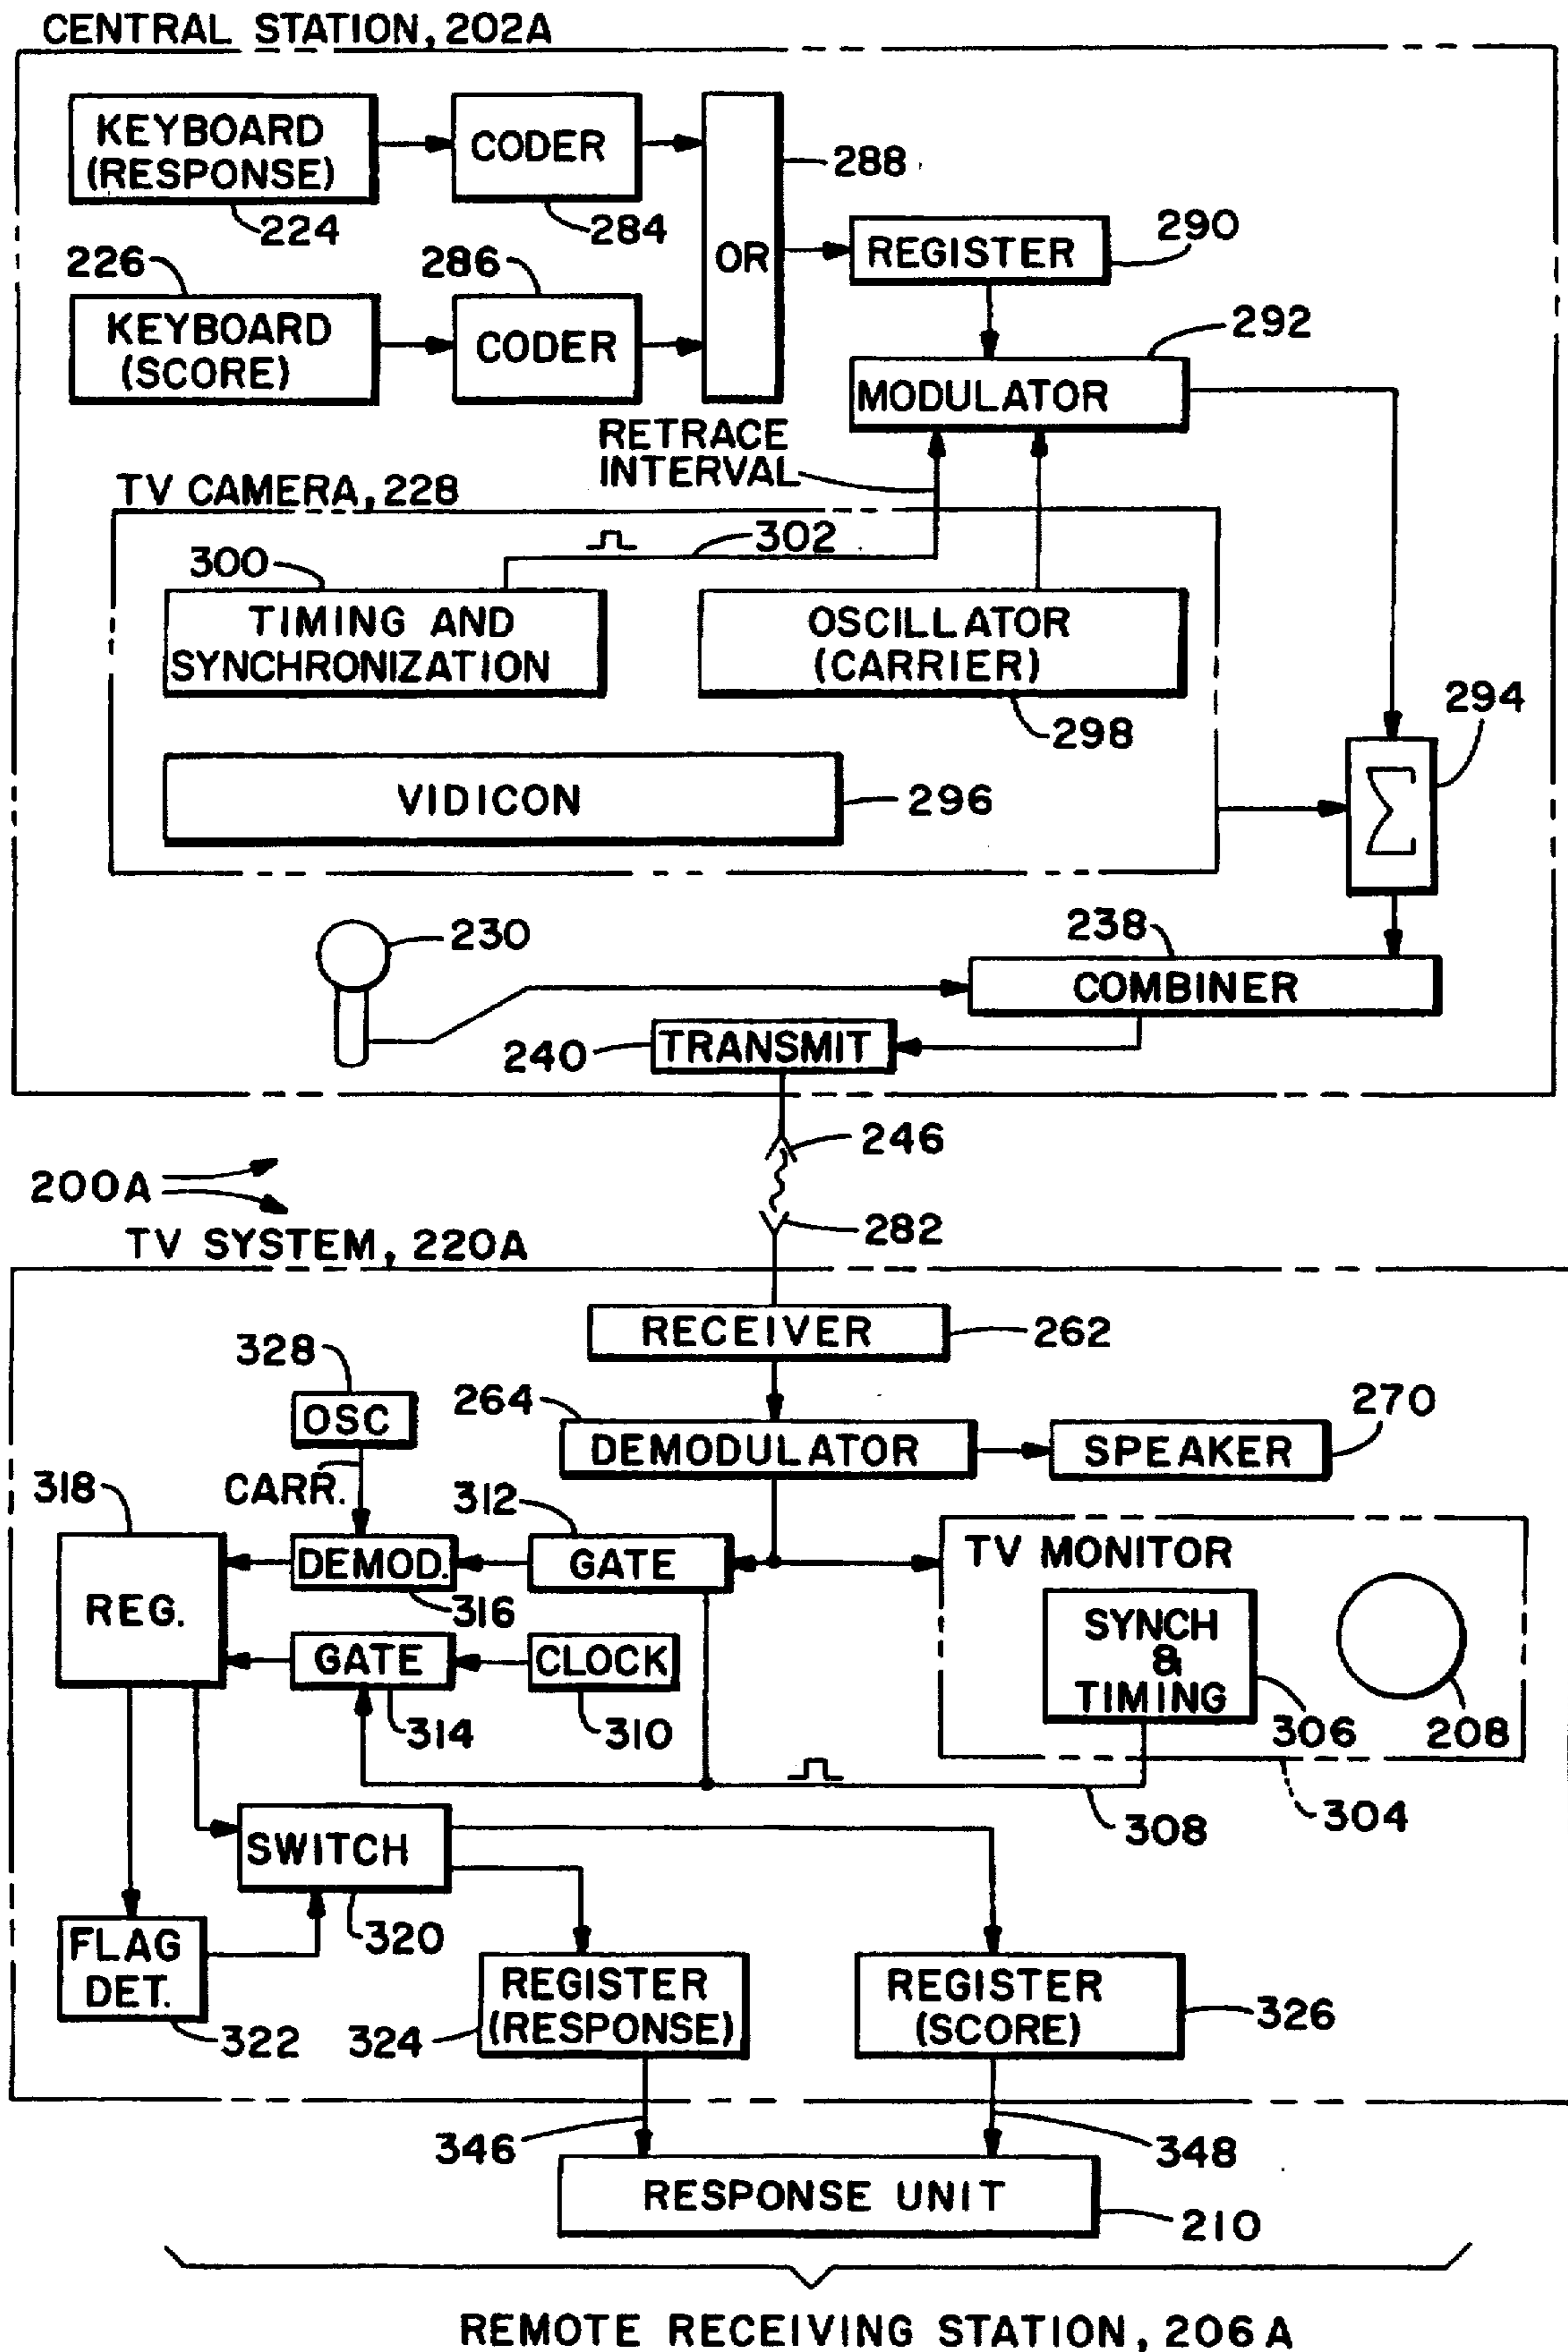 CENTRAL STATION, 202A
KEYBOARD
(RESPONSE)
224
CODER
284
288
OR
226
KEYBOARD
(SCORE)
286
CODER
REGISTER
290
292
MODULATOR
RETRACE
INTERVAL
TV CAMERA, 228
302
300
TIMING AND
SYNCHRONIZATION
OSCILLATOR
(CARRIER)
298
294
Σ
VIDICON
296
230
238
COMBINER
240
TRANSMIT
246
200A
282
TV SYSTEM, 220A
RECEIVER
262
328
OSC
CARR.
264
DEMODULATOR
SPEAKER
270
318
REG.
DEMOD.
316
312
GATE
TV MONITOR
SYNCH
&
TIMING
306
208
GATE
314
CLOCK
310
308
304
SWITCH
320
FLAG
DET.
322
324
REGISTER
(RESPONSE)
REGISTER
(SCORE)
326
346
348
RESPONSE UNIT
210
REMOTE RECEIVING STATION, 206A